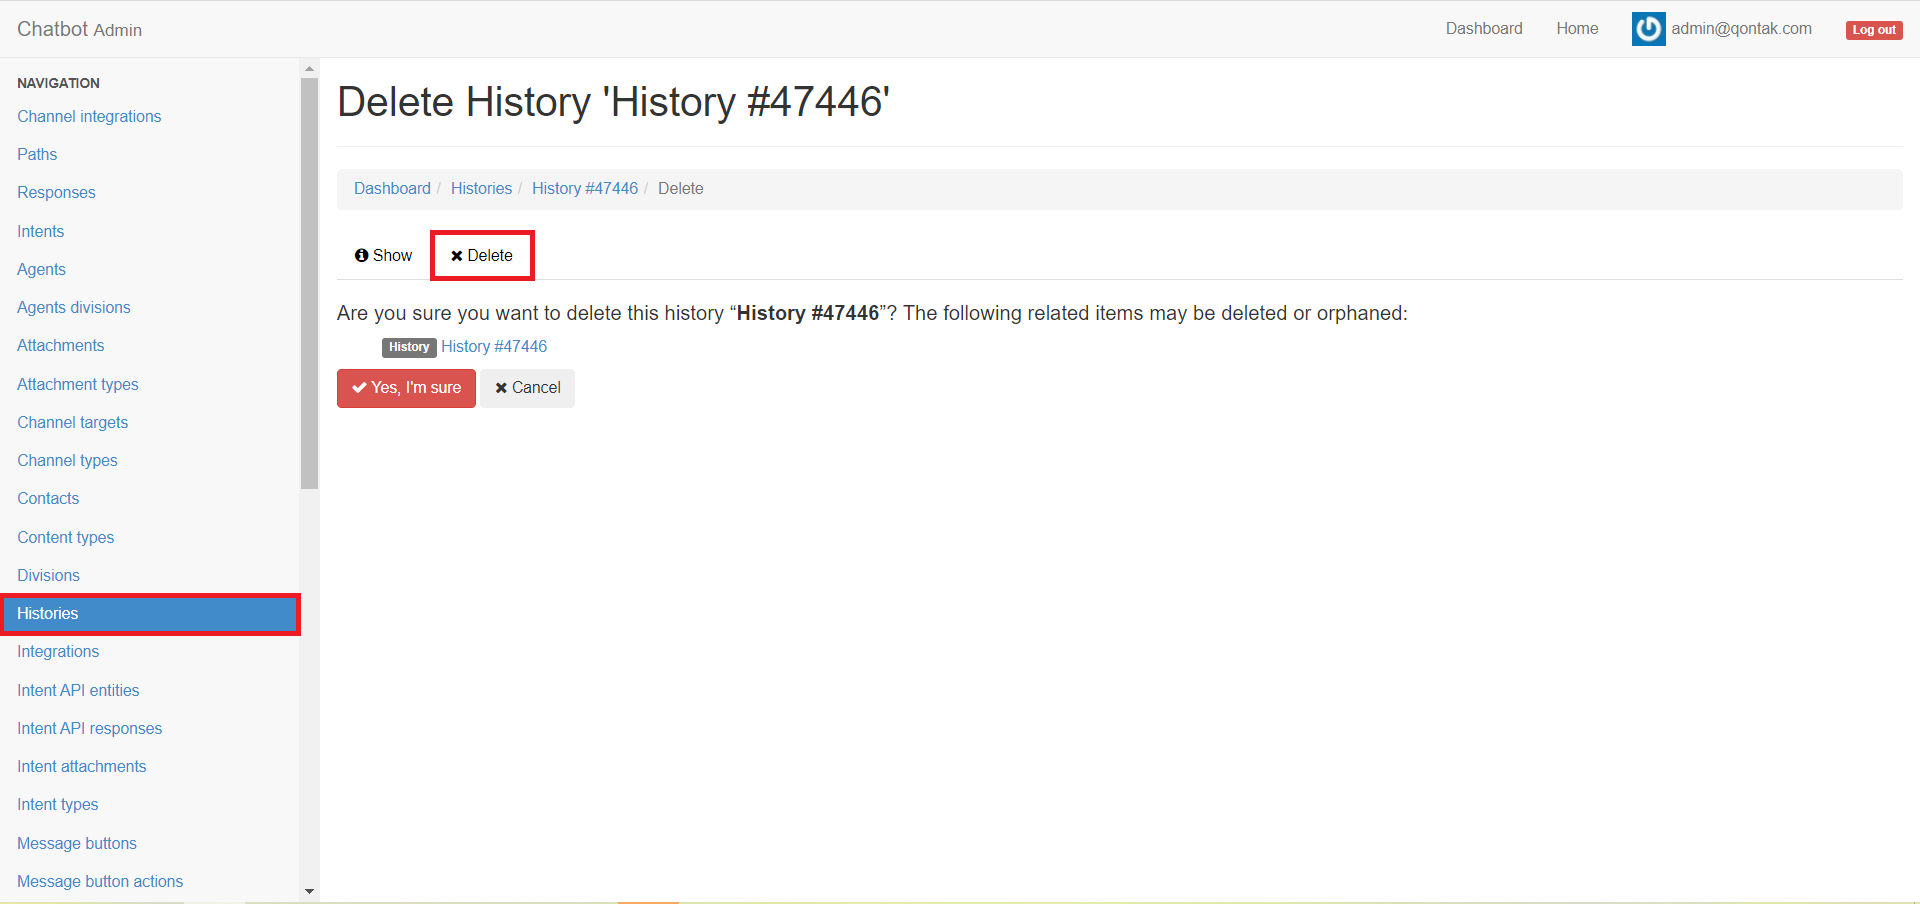 Chatbot Admin
Dashboard
Home
admin@qontak.com
Log out
NAVIGATION
Channel integrations
Paths
Responses
Intents
Agents
Agents divisions
Attachments
Attachment types
Channel targets
Channel types
Contacts
Content types
Divisions
Histories
Integrations
Intent API entities
Intent API responses
Intent attachments
Intent types
Message buttons
Message button actions
Delete History 'History #47446'
Dashboard / Histories / History #47446 / Delete
Show
Delete
Are you sure you want to delete this history “History #47446”? The following related items may be deleted or orphaned:
History History #47446
Yes, I'm sure
Cancel